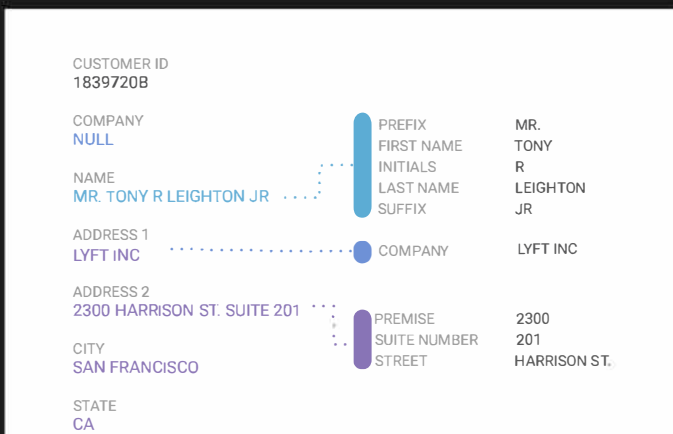 CUSTOMER ID
1839720B
COMPANY
NULL
NAME
MR. TONY R LEIGHTON JR
ADDRESS 1
LYFT INC
ADDRESS 2
2300 HARRISON ST. SUITE 201
CITY
SAN FRANCISCO
STATE
CA
PREFIX MR.
FIRST NAME TONY
INITIALS R
LAST NAME LEIGHTON
SUFFIX JR
COMPANY LYFT INC
PREMISE 2300
SUITE NUMBER 201
STREET HARRISON ST.